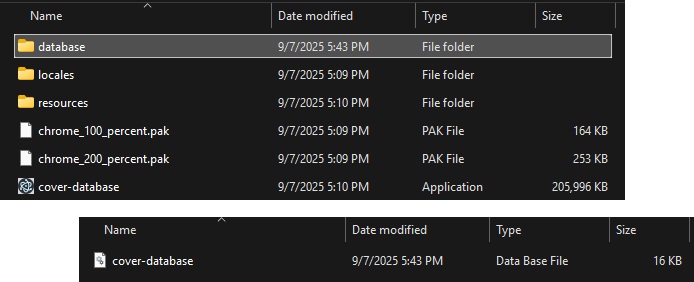 Name Date modified Type Size
database 9/7/2025 5:43 PM File folder
locales 9/7/2025 5:09 PM File folder
resources 9/7/2025 5:10 PM File folder
chrome_100_percent.pak 9/7/2025 5:09 PM PAK File 164 KB
chrome_200_percent.pak 9/7/2025 5:09 PM PAK File 253 KB
cover-database 9/7/2025 5:10 PM Application 205,996 KB
Name Date modified Type Size
cover-database 9/7/2025 5:43 PM Data Base File 16 KB